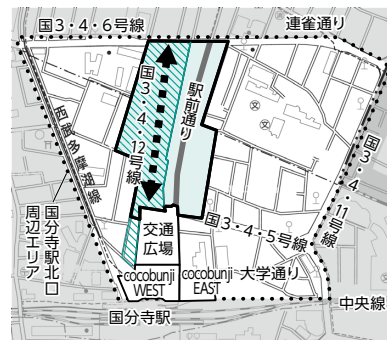 国3・4・6号線
連雀通り
国3・4・12号線
駅前通り
西武多摩湖線
国3・4・11号線
国分寺駅北口
周辺エリア
交通
広場
国3・4・5号線
cocobunji
WEST
cocobunji
EAST
大学通り
中央線
国分寺駅